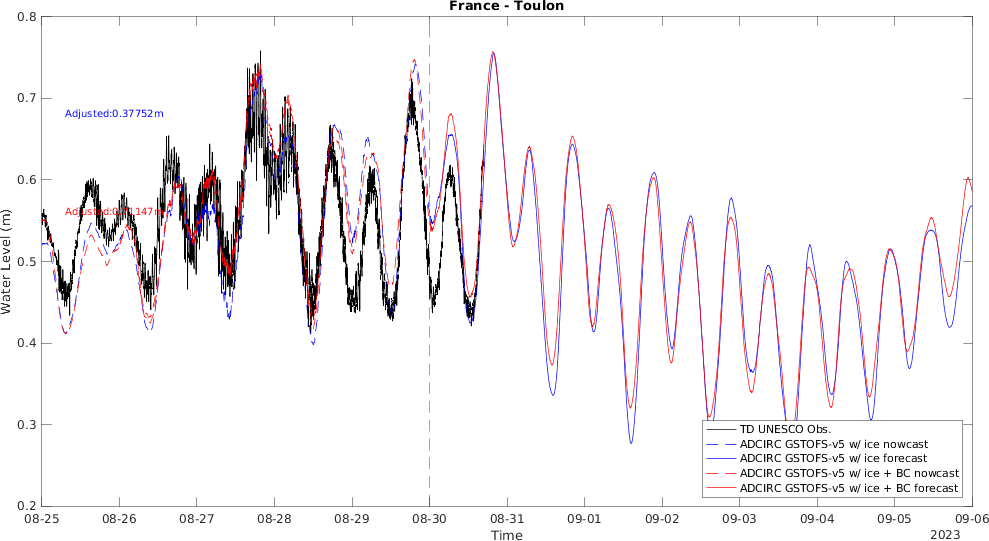 France - Toulon
0.8
0.7
0.6
0.5
0.4
0.3
0.2
Water Level (m)
Adjusted:0.37752m
08-25
08-26
08-27
08-28
08-29
08-30
08-31
09-01
09-02
09-03
09-04
09-05
09-06
Time
2023
TD UNESCO Obs.
ADCIRC GSTOFS-v5 w/ ice nowcast
ADCIRC GSTOFS-v5 w/ ice forecast
ADCIRC GSTOFS-v5 w/ ice + BC nowcast
ADCIRC GSTOFS-v5 w/ ice + BC forecast